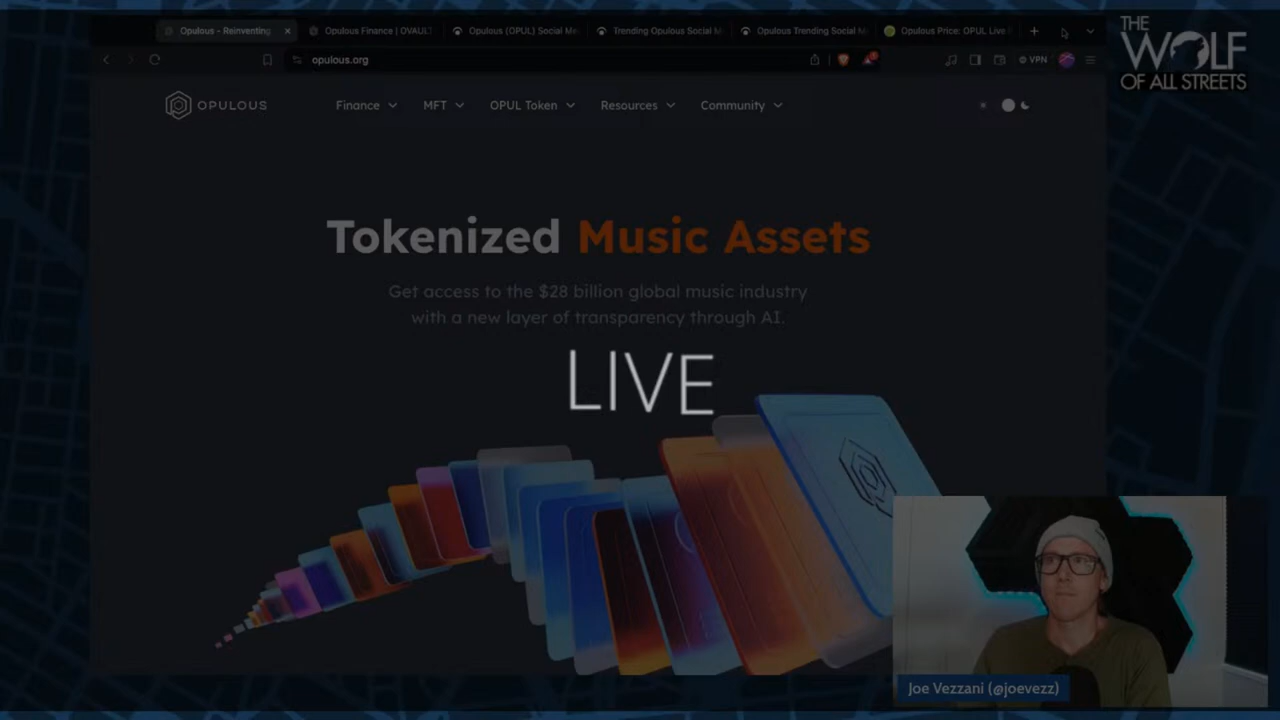 Opulous - Reinventing
Opulous Finance | OVAULT
Opulous (OPUL) Social Me
Trending Opulous Social M
Opulous Trending Social M
Opulous Price: OPUL Live
opulous.org
VPN
THE
WOLF
OF ALL STREETS
OPULOUS
Finance
MFT
OPUL Token
Resources
Community
Tokenized Music Assets
Get access to the $28 billion global music industry
with a new layer of transparency through AI.
LIVE
Joe Vezzani (@joevezz)